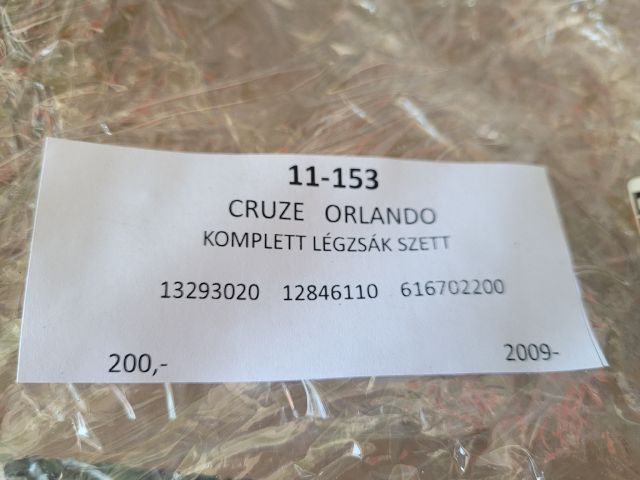 11-153
CRUZE ORLANDO
KOMPLETT LÉGZSÁK SZETT
13293020 12846110 616702200
200,- 2009-